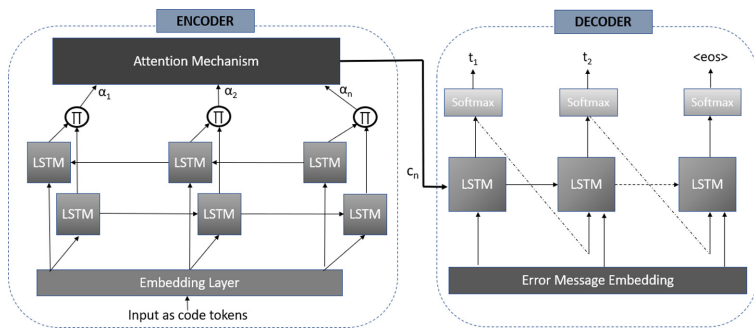 ENCODER
DECODER
Attention Mechanism
t1
t2
<eos>
α1
α2
αn
Softmax
Softmax
Softmax
∏
∏
∏
LSTM
LSTM
LSTM
cn
LSTM
LSTM
LSTM
LSTM
LSTM
LSTM
Embedding Layer
Error Message Embedding
Input as code tokens